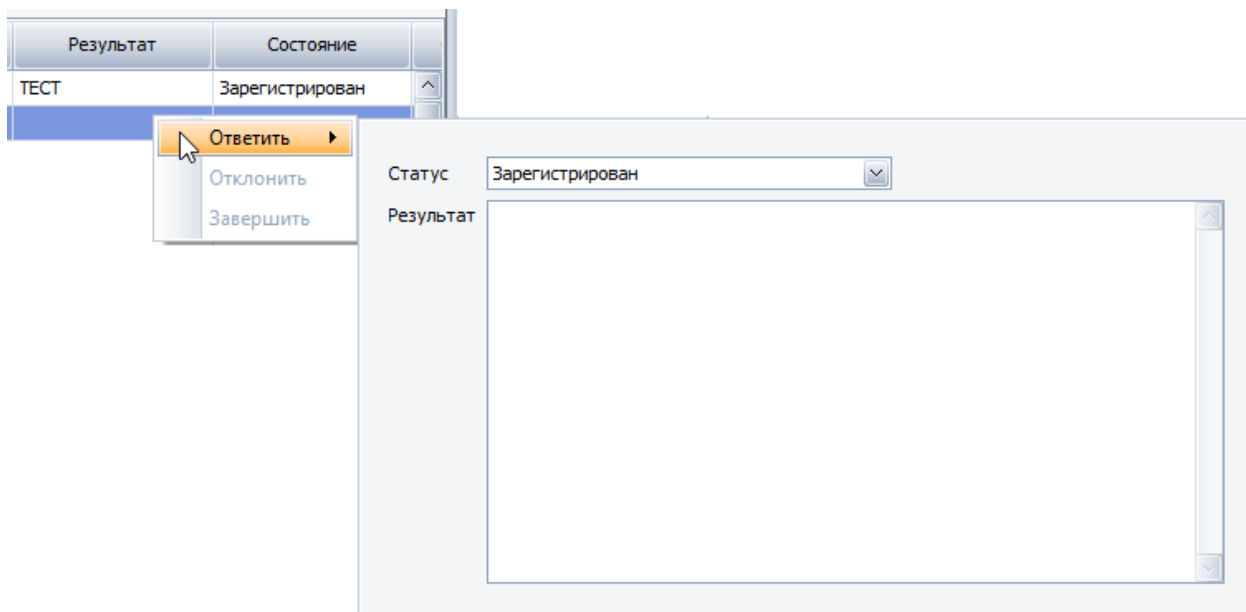 Результат Состояние
ТЕСТ Зарегистрирован
Ответить
Отклонить
Завершить
Статус Зарегистрирован
Результат